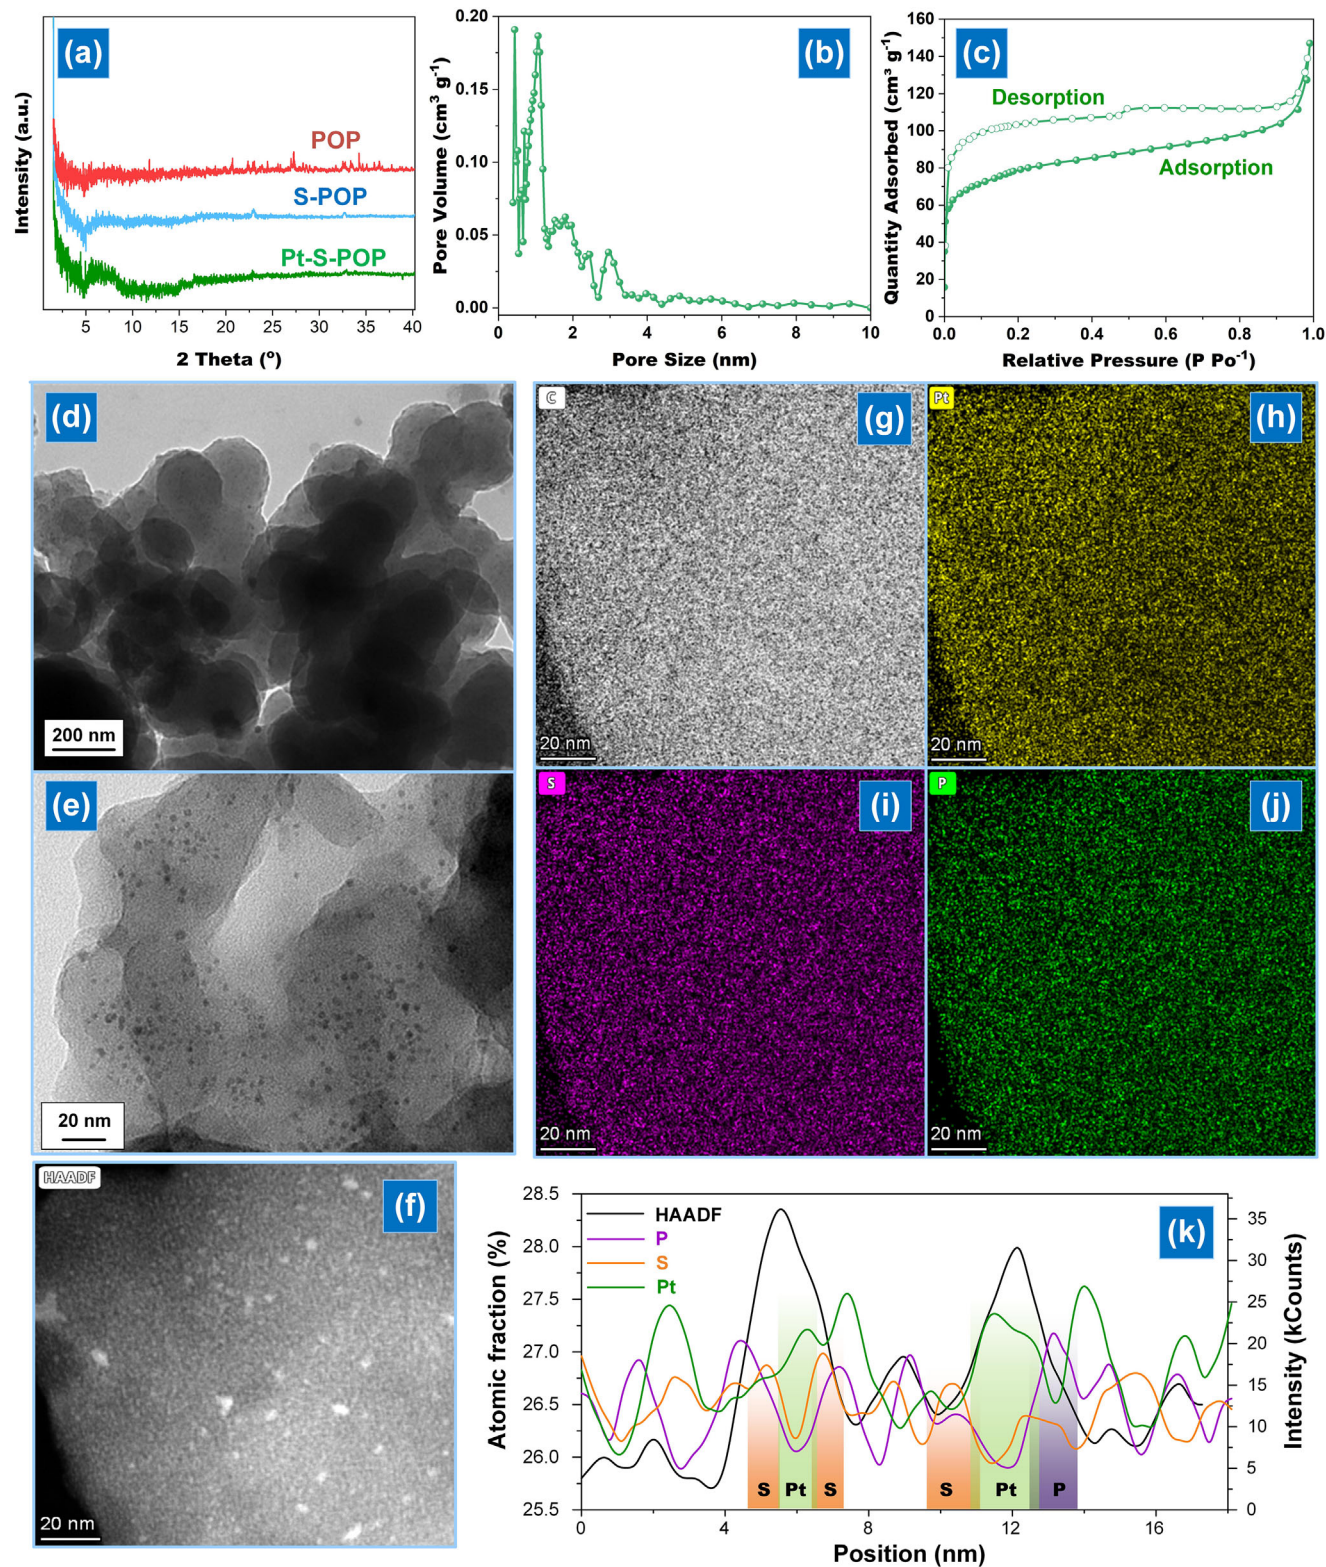 (a)
POP
S-POP
Pt-S-POP
Intensity (a.u.)
5 10 15 20 25 30 35 40
2 Theta (º)
(b)
Pore Volume (cm³ g⁻¹)
0.20
0.15
0.10
0.05
0.00
0 2 4 6 8 10
Pore Size (nm)
(c)
Quantity Adsorbed (cm³ g⁻¹)
160
140
120
100
80
60
40
20
0
Desorption
Adsorption
0.0 0.2 0.4 0.6 0.8 1.0
Relative Pressure (P Po⁻¹)
(d)
200 nm
(e)
20 nm
HAADF
(f)
20 nm
C
(g)
20 nm
Pt
(h)
20 nm
S
(i)
20 nm
P
(j)
20 nm
(k)
Atomic fraction (%)
28.5
28.0
27.5
27.0
26.5
26.0
25.5
HAADF
P
S
Pt
S Pt S S Pt P
35
30
25
20
15
10
5
0
Intensity (kCounts)
0 4 8 12 16
Position (nm)